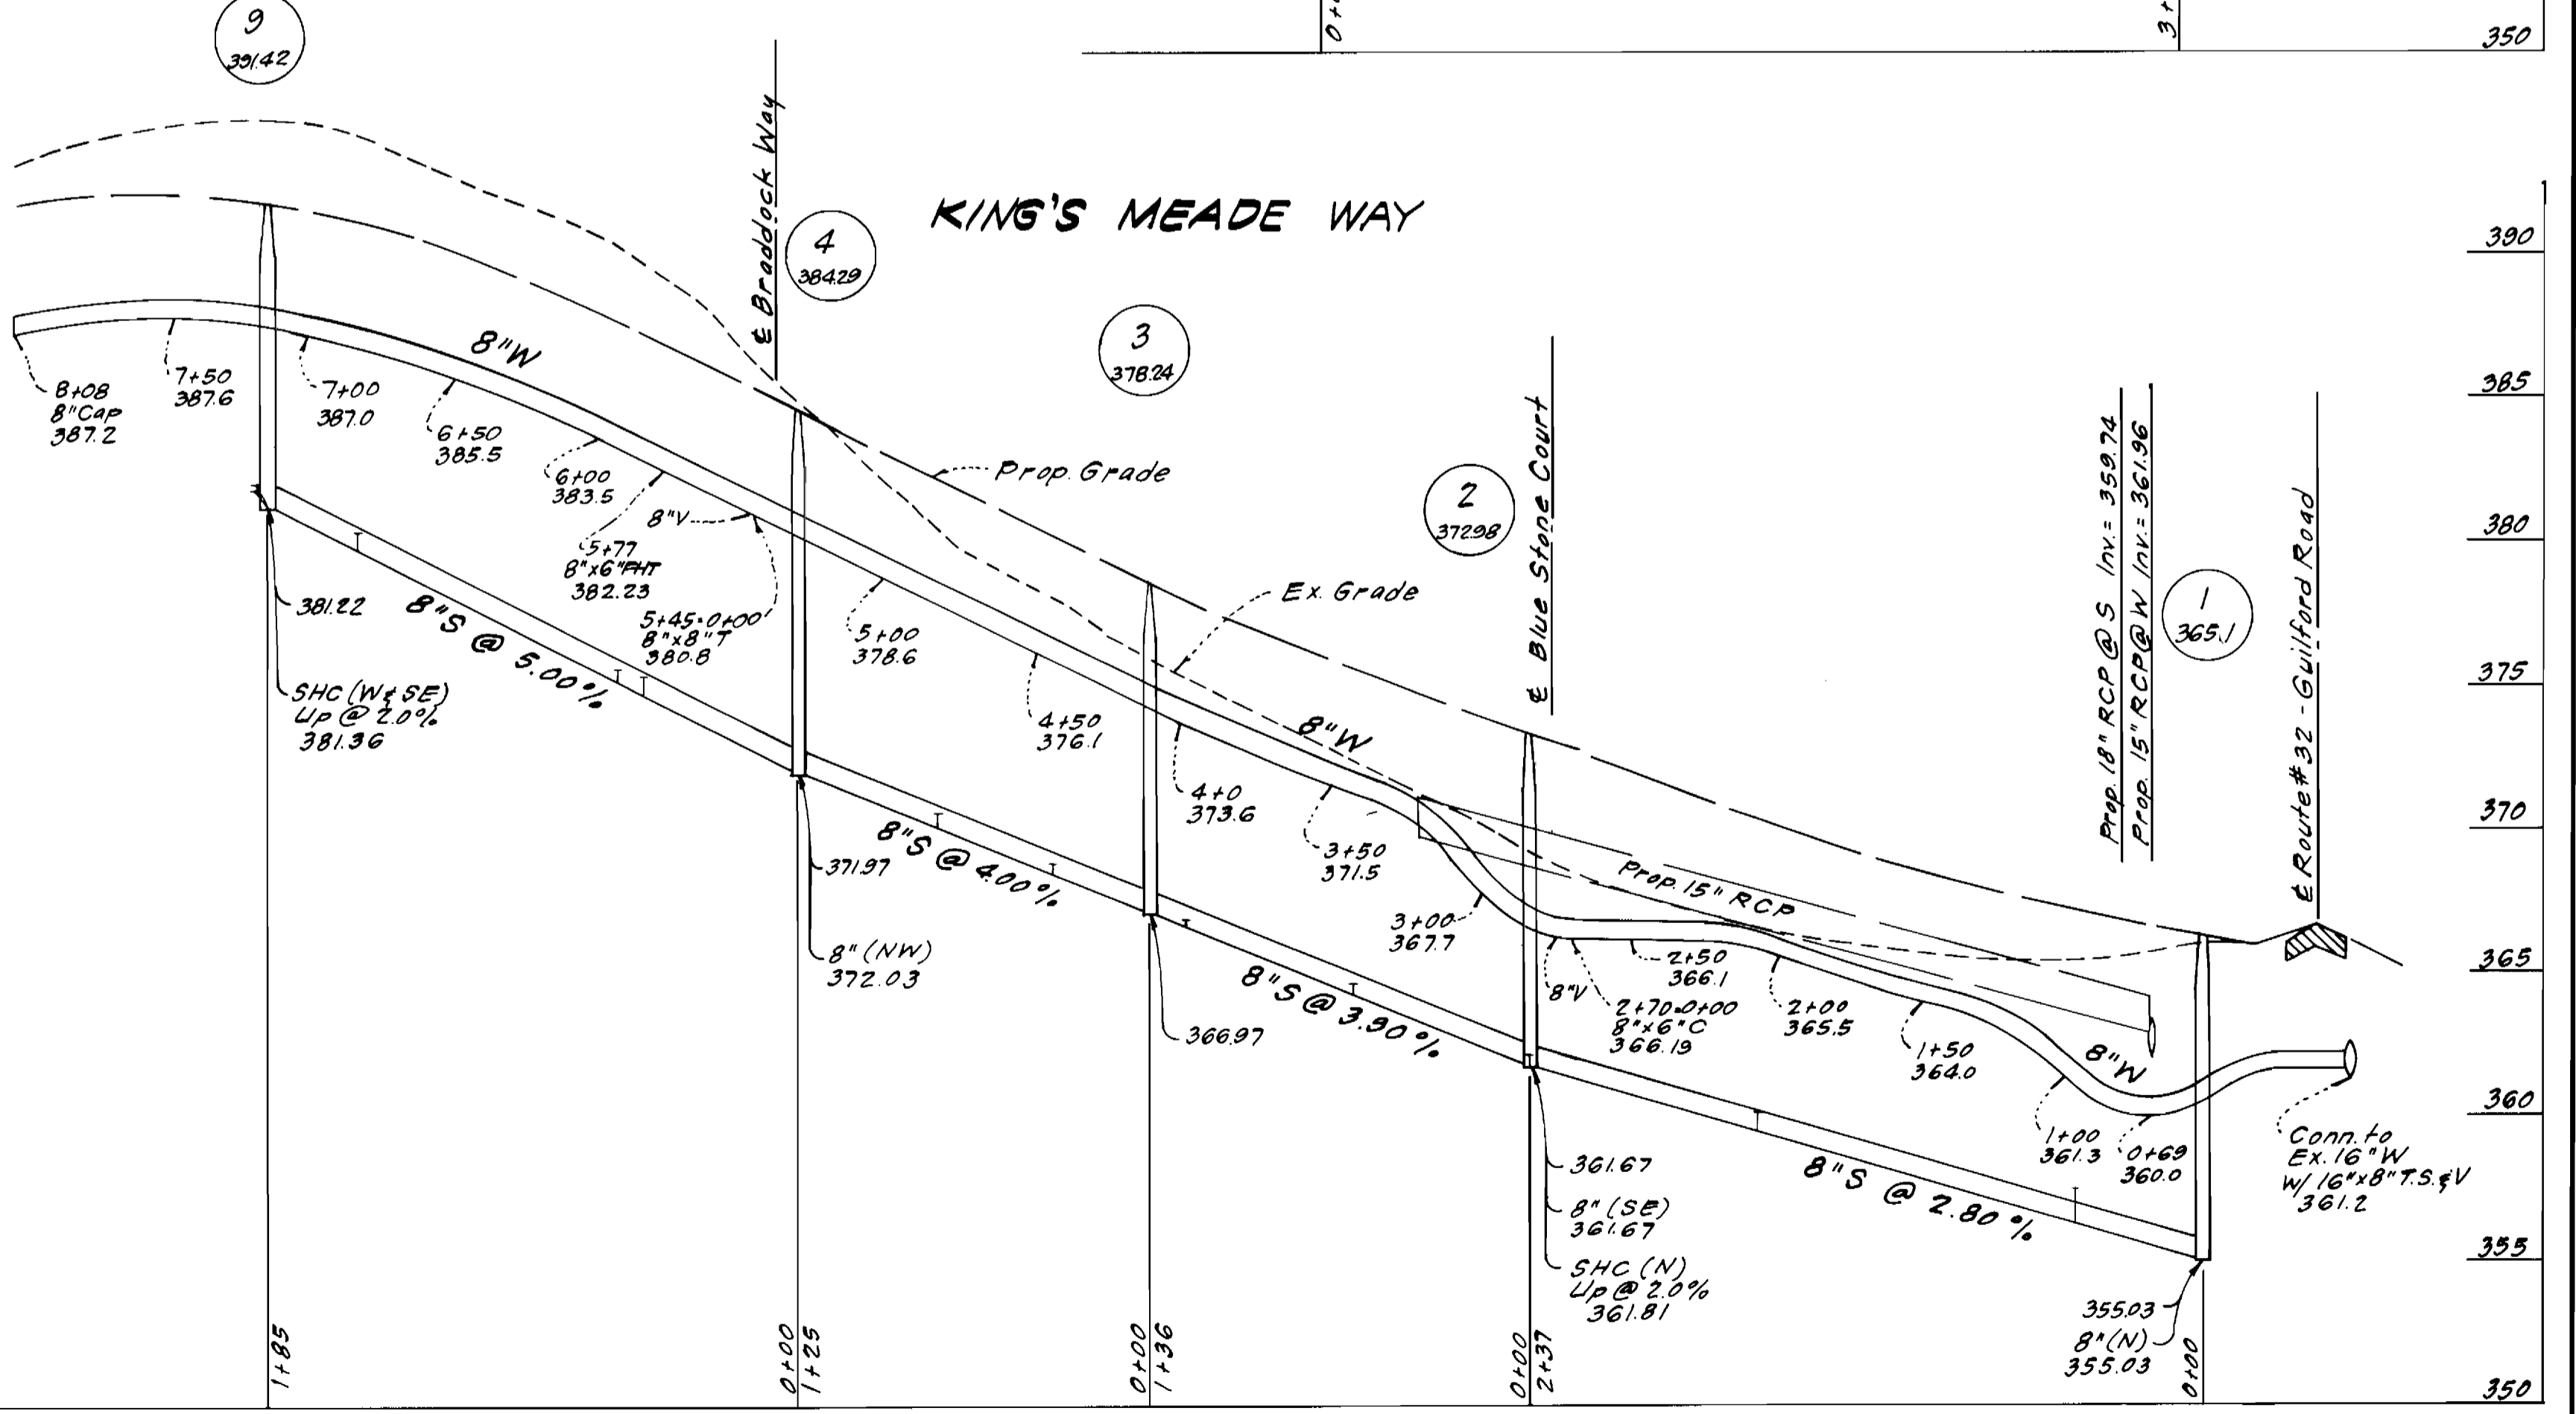 9
391.42
0+
3+
350
℄ Braddock Way
KING'S MEADE WAY
4
384.29
3
378.24
2
372.98
1
365.1
℄ Blue Stone Court
Prop. 18" RCP @ S Inv. = 359.74
Prop. 15" RCP @ W Inv. = 361.96
℄ Route #32 - Guilford Road
390
385
380
375
370
365
360
355
350
8"W
8+08
8"Cap
387.2
7+50
387.6
7+00
387.0
6+50
385.5
6+00
383.5
5+77
8"x6"FHT
382.23
8"V
5+45=0+00
8"x8"T
380.8
5+00
378.6
4+50
376.1
4+0
373.6
3+50
371.5
3+00
367.7
8"V
2+70=0+00
8"x6"C
366.19
2+50
366.1
2+00
365.5
1+50
364.0
1+00
361.3
0+69
360.0
Conn. to
Ex. 16"W
W/ 16"x8" T.S.&V
361.2
Prop. Grade
Ex. Grade
8"W
Prop. 15" RCP
8"W
381.22
SHC (W & SE)
Up @ 2.0%
381.36
8"S @ 5.00%
371.97
8" (NW)
372.03
8"S @ 4.00%
366.97
8"S @ 3.90%
361.67
8" (SE)
361.67
SHC (N)
Up @ 2.0%
361.81
8"S @ 2.80%
355.03
8" (N)
355.03
1+85
0+00
1+25
0+00
1+36
0+00
2+37
0+00